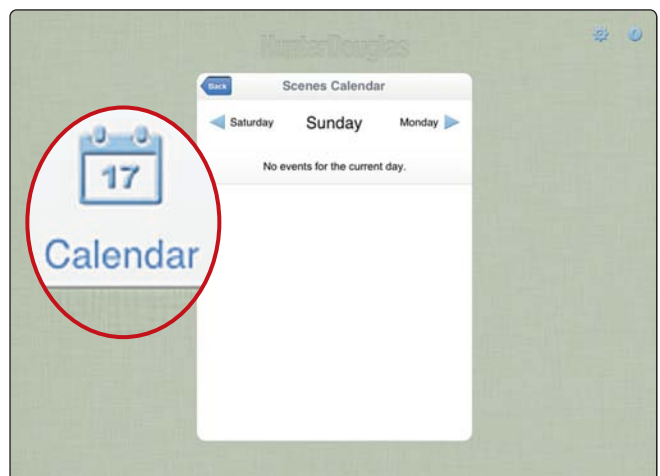 HunterDouglas
Back
Scenes Calendar
Saturday
Sunday
Monday
No events for the current day.
17
Calendar